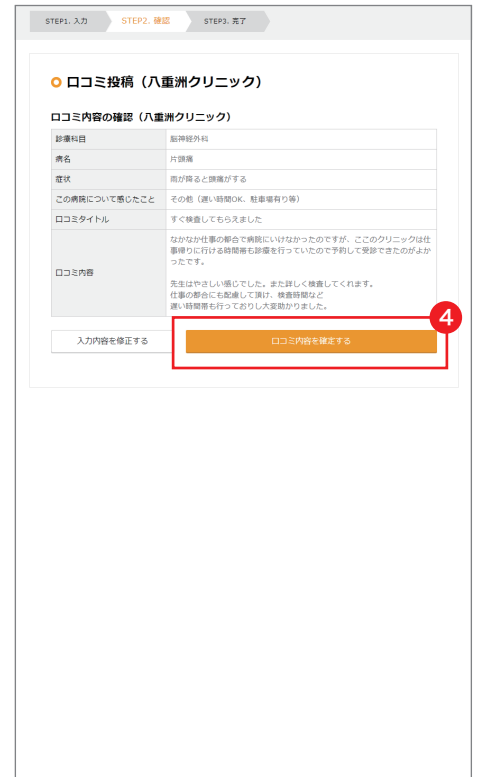 STEP1. 入力
STEP2. 確認
STEP3. 完了
口コミ投稿（八重洲クリニック）
口コミ内容の確認（八重洲クリニック）
診療科目
脳神経外科
病名
片頭痛
症状
雨が降ると頭痛がする
この病院について感じたこと
その他（遅い時間OK、駐車場有り等）
口コミタイトル
すぐ検査してもらえました
口コミ内容
なかなか仕事の都合で病院にいけなかったのですが、ここのクリニックは仕
事帰りに行ける時間帯も診療を行っていたので予約して受診できたのがよか
ったです。
先生はやさしい感じでした。また詳しく検査してくれます。
仕事の都合にも配慮して頂け、検査時間など
遅い時間帯も行っておりし大変助かりました。
4
入力内容を修正する
口コミ内容を確定する